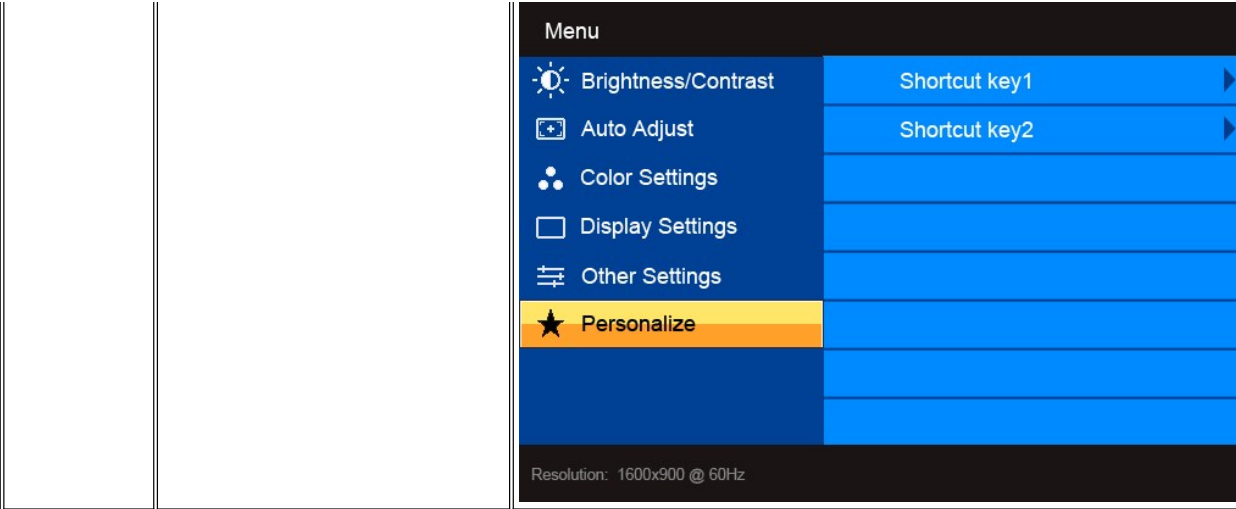 Menu
Brightness/Contrast
Shortcut key1
Auto Adjust
Shortcut key2
Color Settings
Display Settings
Other Settings
Personalize
Resolution: 1600x900 @ 60Hz